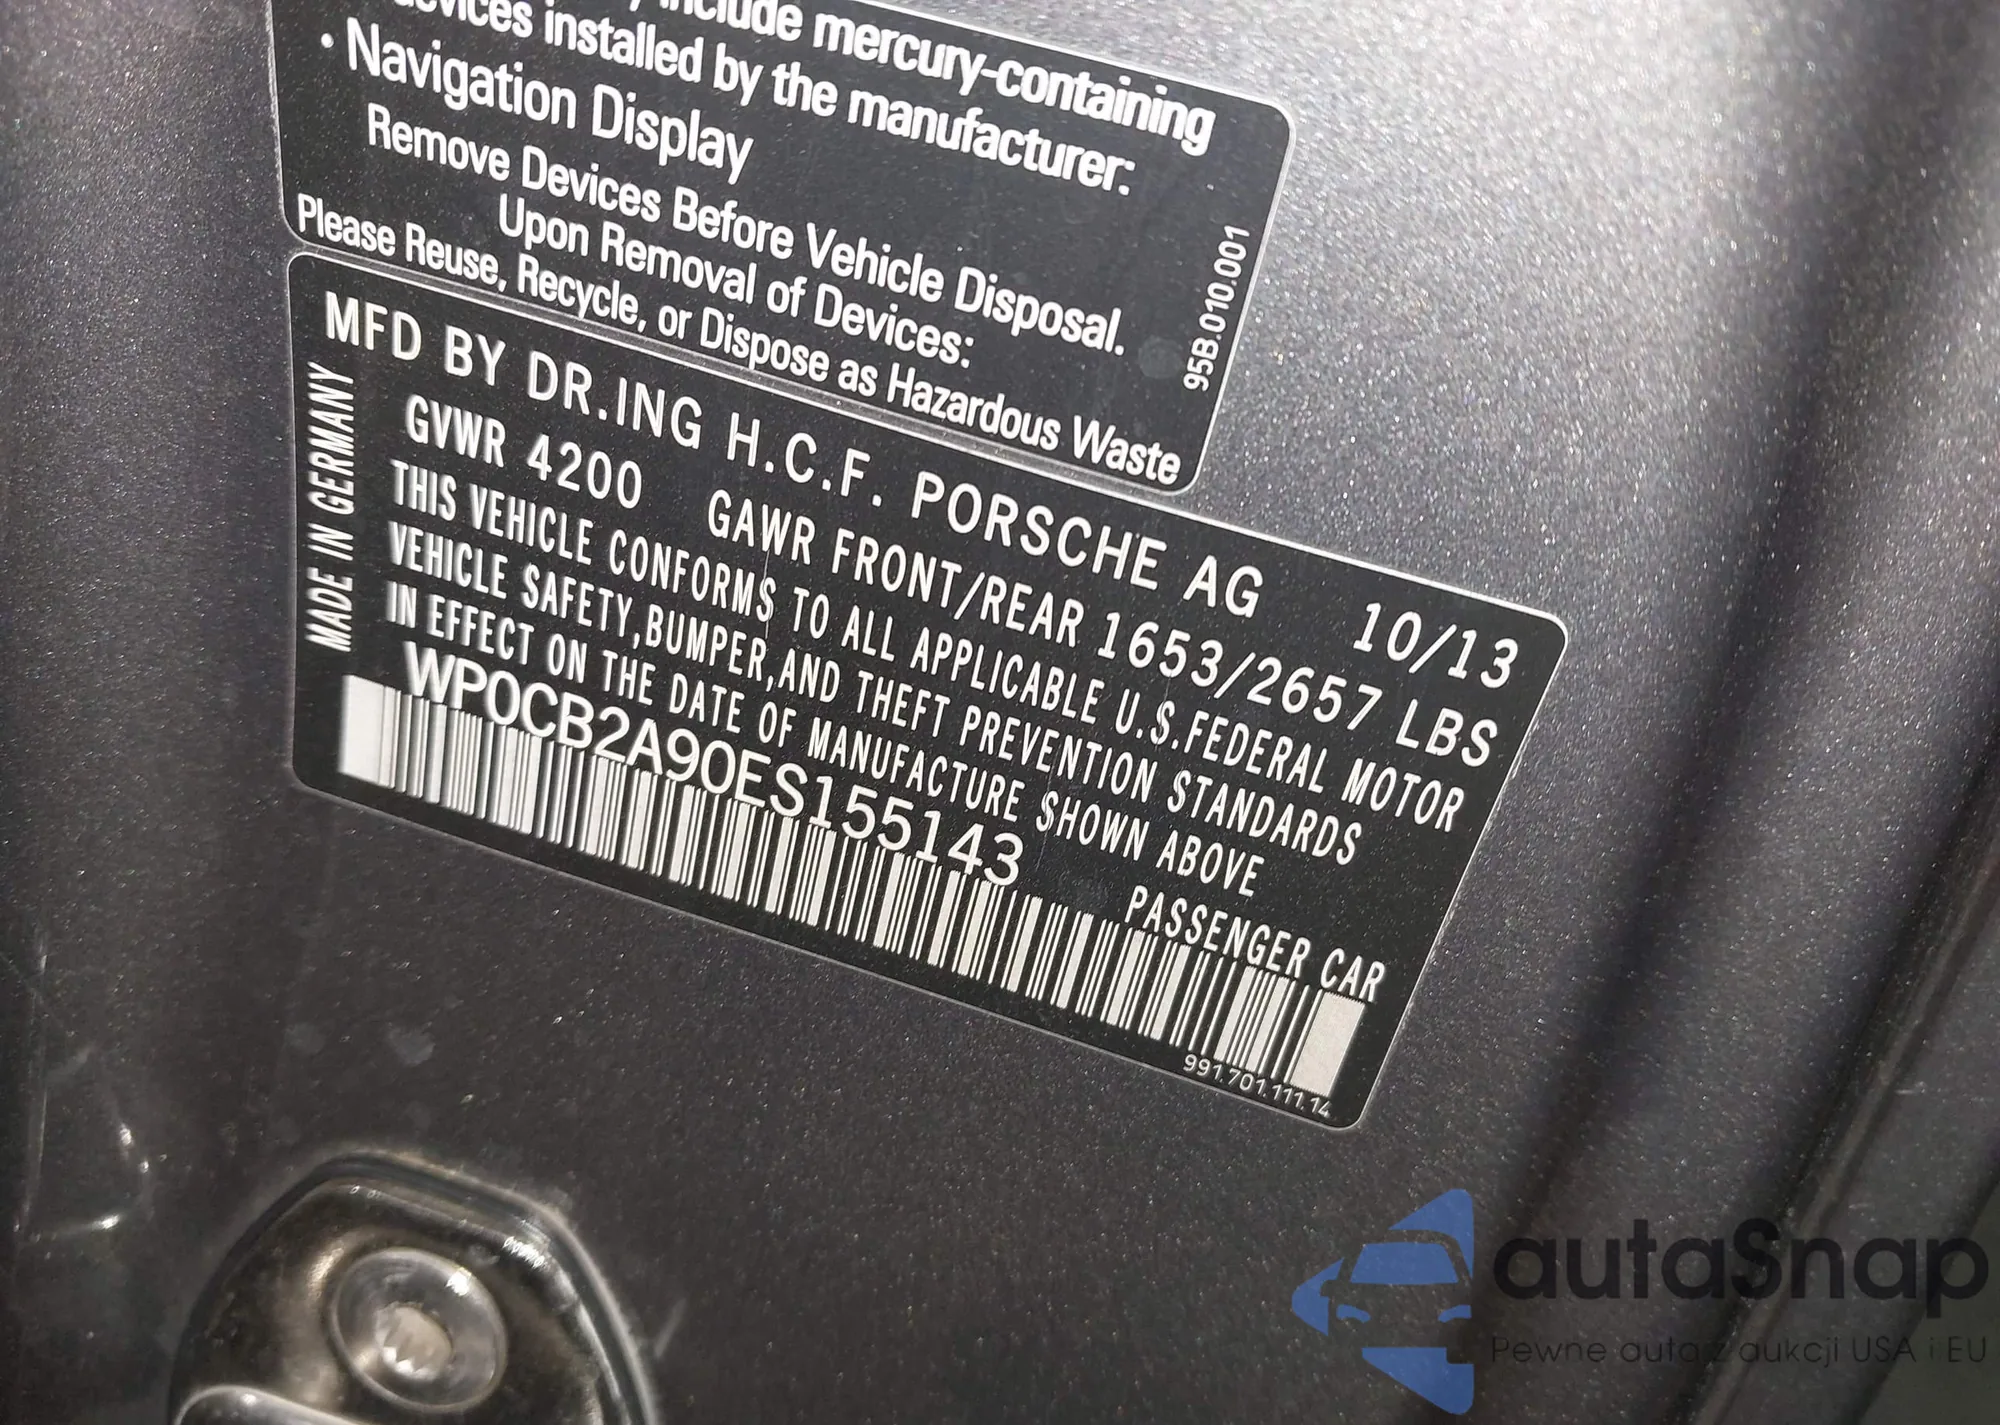 include mercury-containing
devices installed by the manufacturer:
• Navigation Display
Remove Devices Before Vehicle Disposal.
Upon Removal of Devices:
Please Reuse, Recycle, or Dispose as Hazardous Waste
95B.010.001
MFD BY DR.ING H.C.F. PORSCHE AG 10/13
GVWR 4200 GAWR FRONT/REAR 1653/2657 LBS
THIS VEHICLE CONFORMS TO ALL APPLICABLE U.S.FEDERAL MOTOR
VEHICLE SAFETY,BUMPER,AND THEFT PREVENTION STANDARDS
IN EFFECT ON THE DATE OF MANUFACTURE SHOWN ABOVE
WP0CB2A90ES155143 PASSENGER CAR
MADE IN GERMANY
991.701.111.14
autaSnap
Pewne auta z aukcji USA i EU